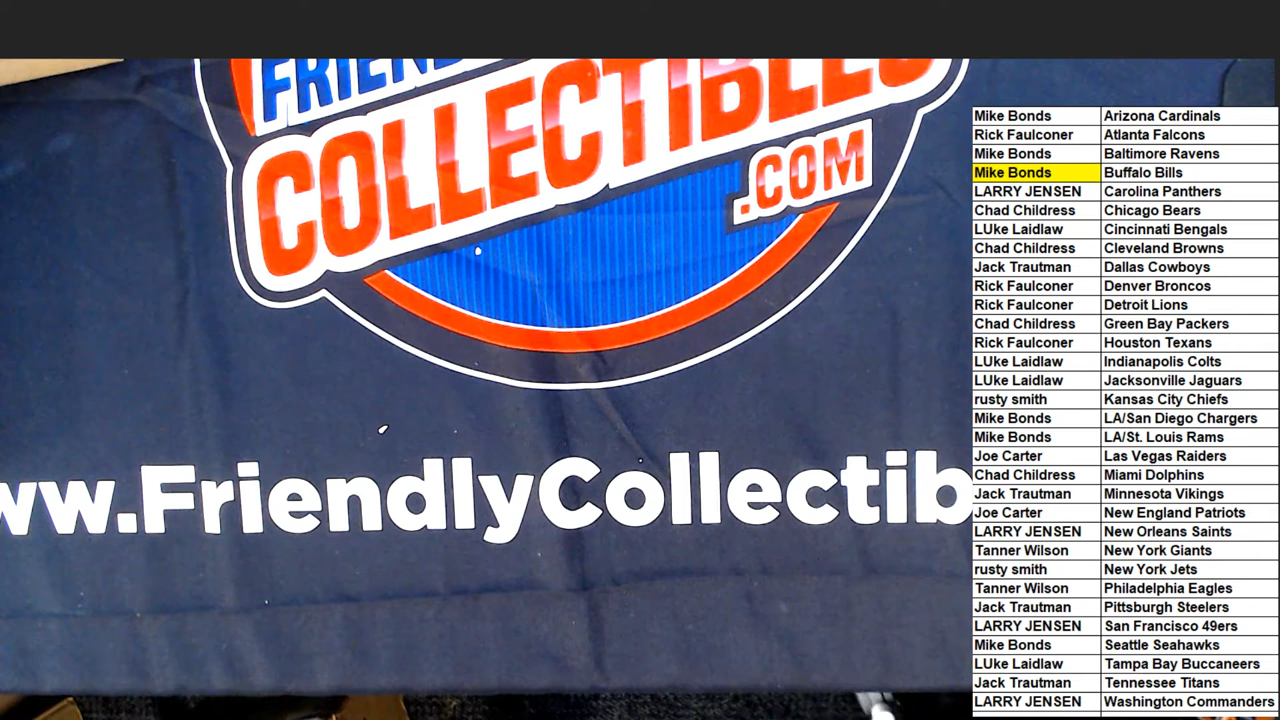 FRIEN
COLLECTIBLES
.COM
ww.FriendlyCollectib
Mike Bonds Arizona Cardinals
Rick Faulconer Atlanta Falcons
Mike Bonds Baltimore Ravens
Mike Bonds Buffalo Bills
LARRY JENSEN Carolina Panthers
Chad Childress Chicago Bears
LUke Laidlaw Cincinnati Bengals
Chad Childress Cleveland Browns
Jack Trautman Dallas Cowboys
Rick Faulconer Denver Broncos
Rick Faulconer Detroit Lions
Chad Childress Green Bay Packers
Rick Faulconer Houston Texans
LUke Laidlaw Indianapolis Colts
LUke Laidlaw Jacksonville Jaguars
rusty smith Kansas City Chiefs
Mike Bonds LA/San Diego Chargers
Mike Bonds LA/St. Louis Rams
Joe Carter Las Vegas Raiders
Chad Childress Miami Dolphins
Jack Trautman Minnesota Vikings
Joe Carter New England Patriots
LARRY JENSEN New Orleans Saints
Tanner Wilson New York Giants
rusty smith New York Jets
Tanner Wilson Philadelphia Eagles
Jack Trautman Pittsburgh Steelers
LARRY JENSEN San Francisco 49ers
Mike Bonds Seattle Seahawks
LUke Laidlaw Tampa Bay Buccaneers
Jack Trautman Tennessee Titans
LARRY JENSEN Washington Commanders